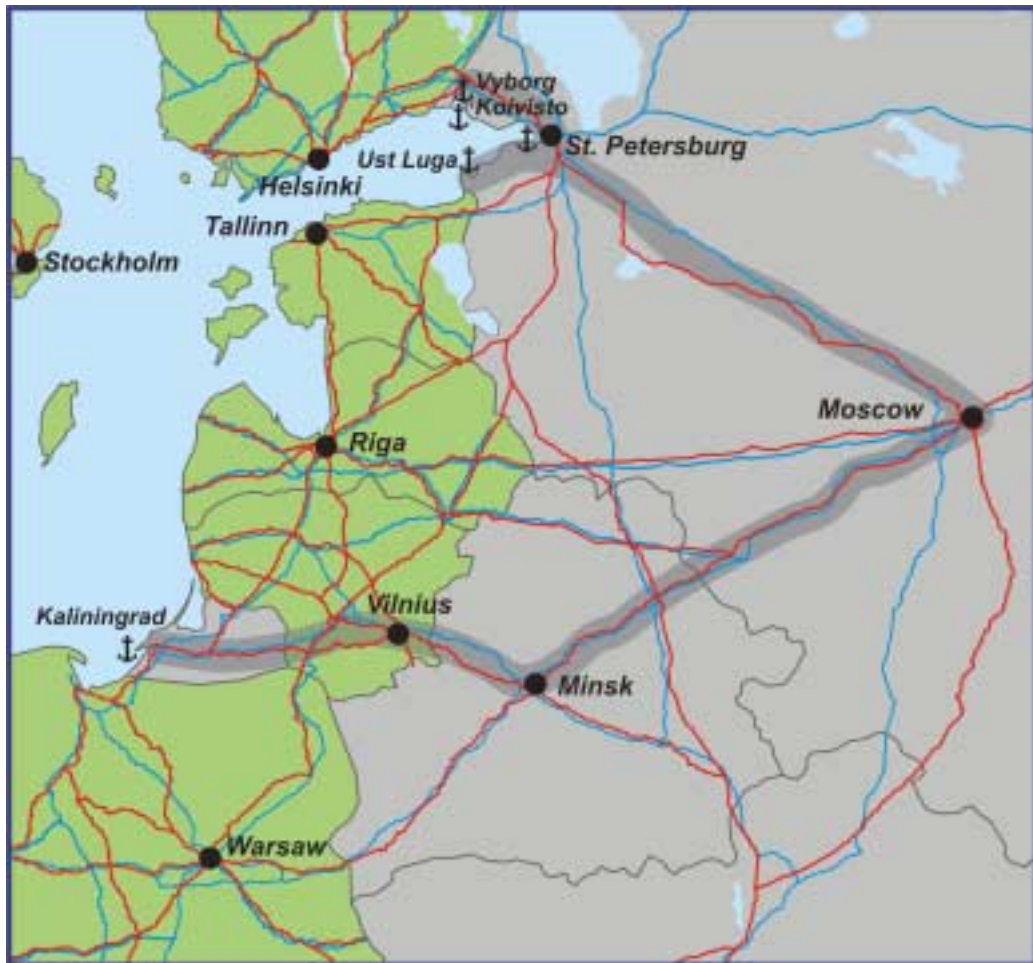 Vyborg
Koivisto
St. Petersburg
Ust Luga
Helsinki
Tallinn
Stockholm
Moscow
Riga
Kaliningrad
Vilnius
Minsk
Warsaw